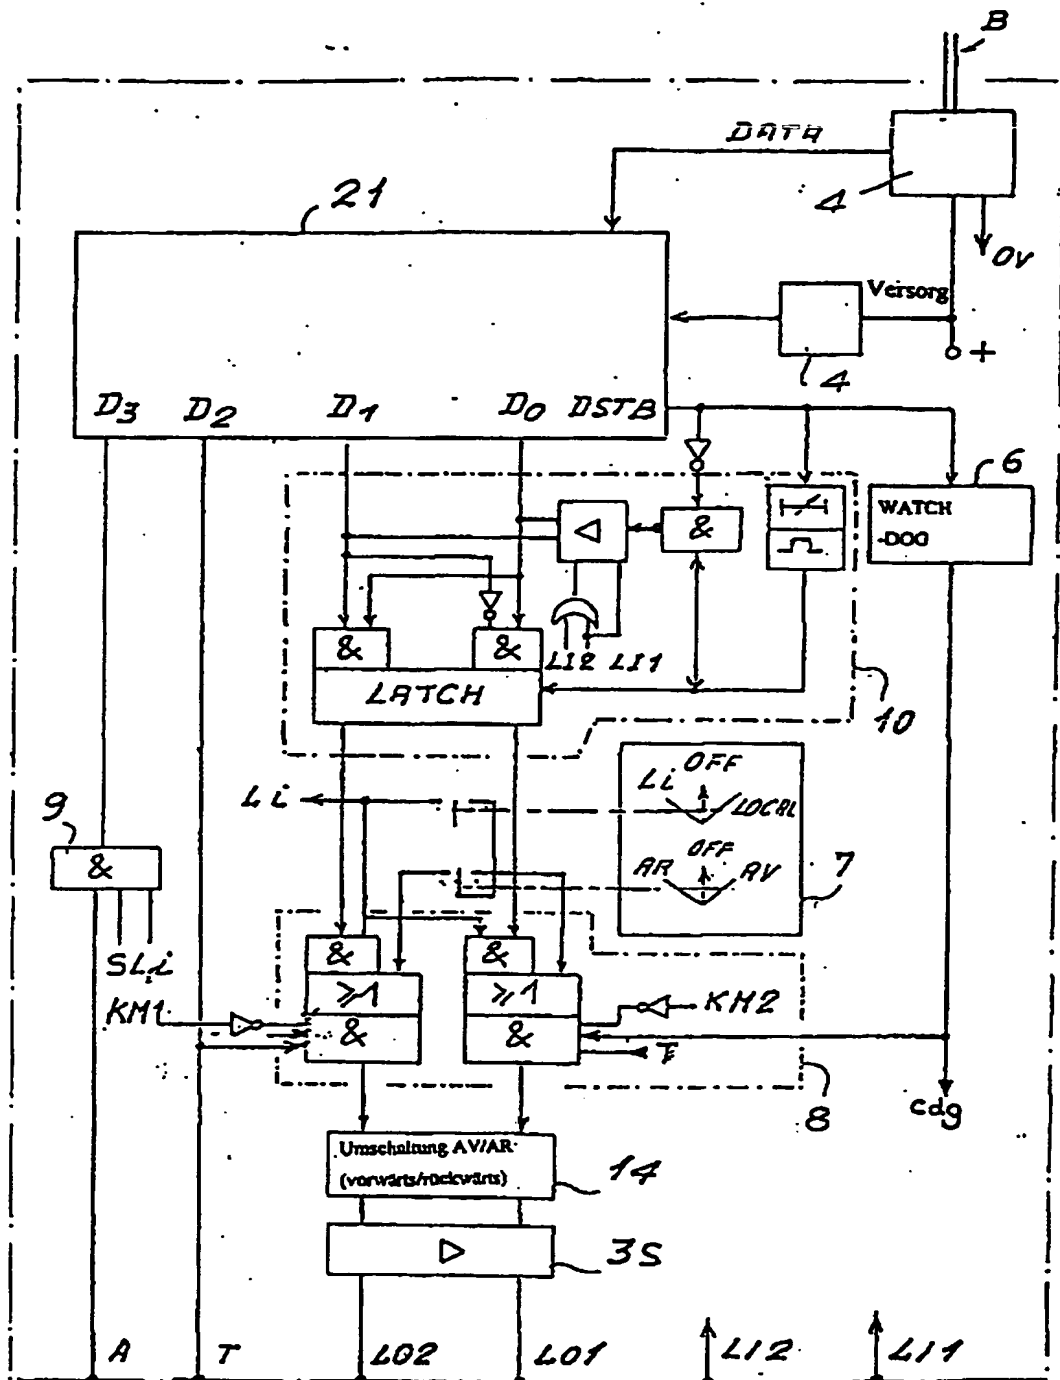 B
DATA
4
21
0v
Versorg
+
4
D3 D2 D1 D0 DSTB
6
WATCH
-DOG
&
&
&
LI2 LI1
LATCH
10
OFF
Li
LOCAL
Li
9
OFF
AR
AV
7
&
&
&
SLi
≥1
≥1
KM1
KM2
&
&
T
8
cdg
Umschaltung AV/AR
(vorwärts/rückwärts)
14
3S
A
T
LO2
LO1
LI2
LI1